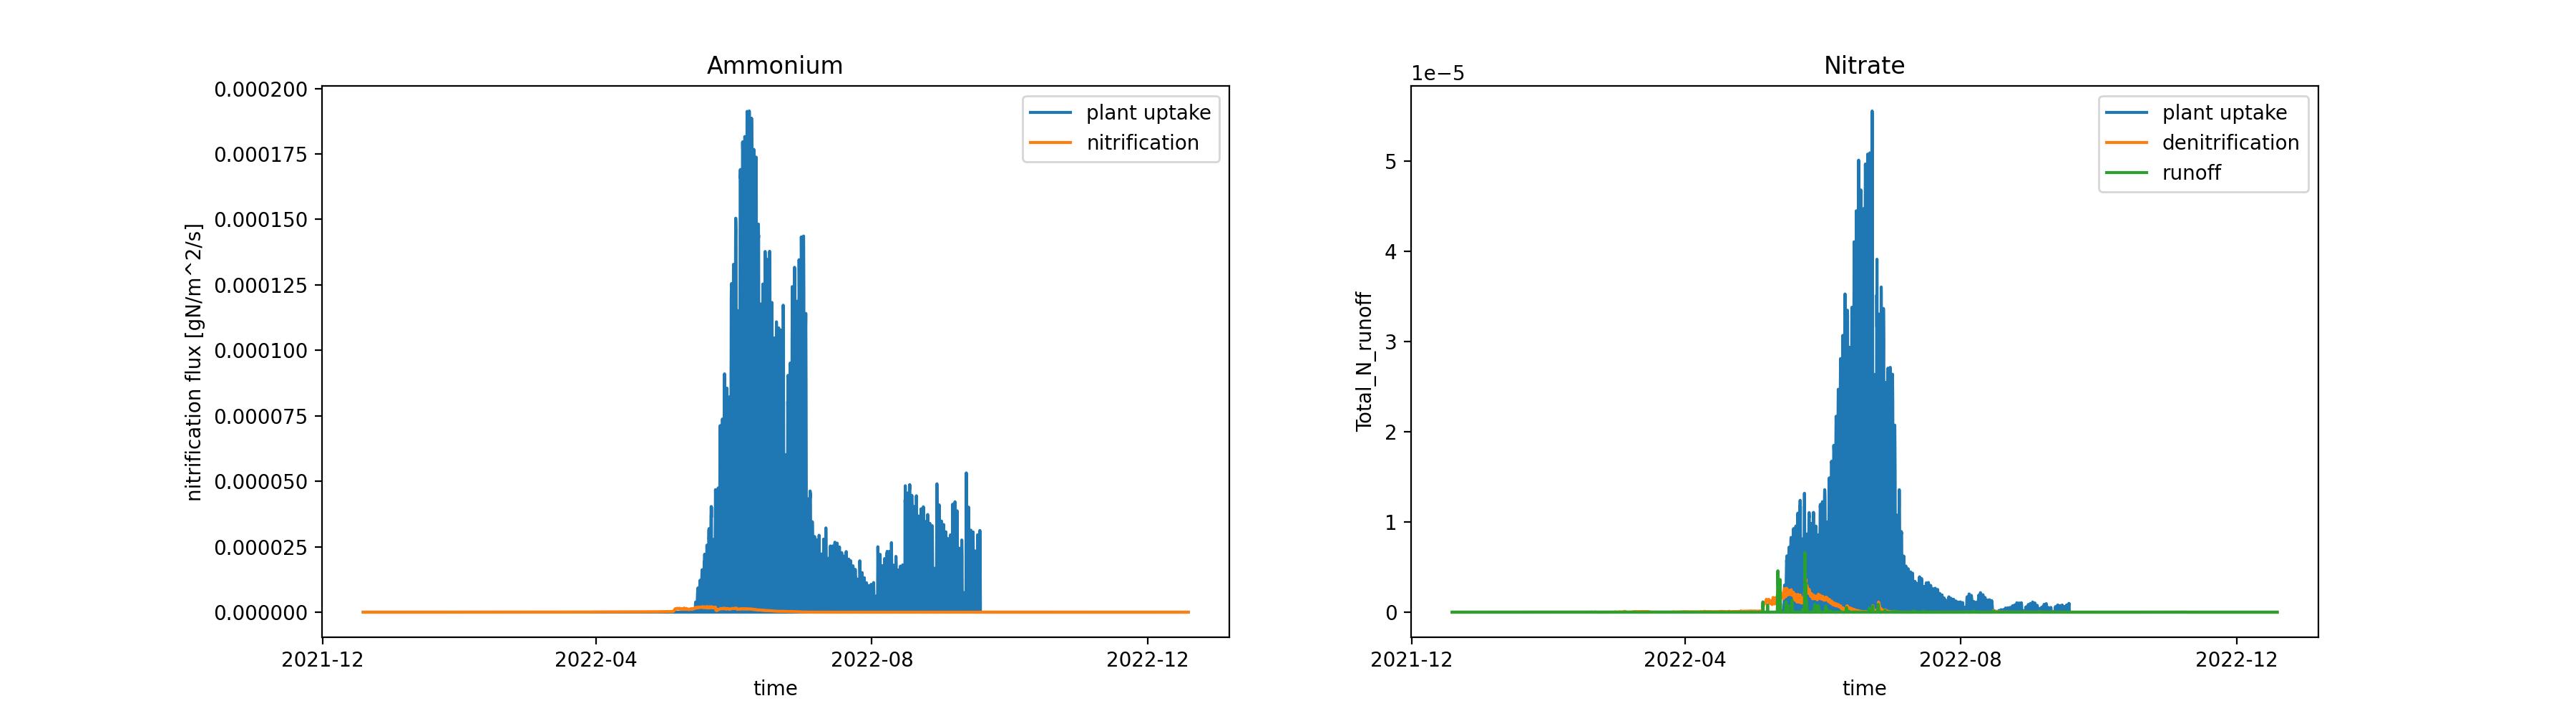 Ammonium
0.000200
0.000175
0.000150
0.000125
0.000100
0.000075
0.000050
0.000025
0.000000
nitrification flux [gN/m^2/s]
plant uptake
nitrification
2021-12
2022-04
2022-08
2022-12
time
Nitrate
1e−5
5
4
3
2
1
0
Total_N_runoff
plant uptake
denitrification
runoff
2021-12
2022-04
2022-08
2022-12
time